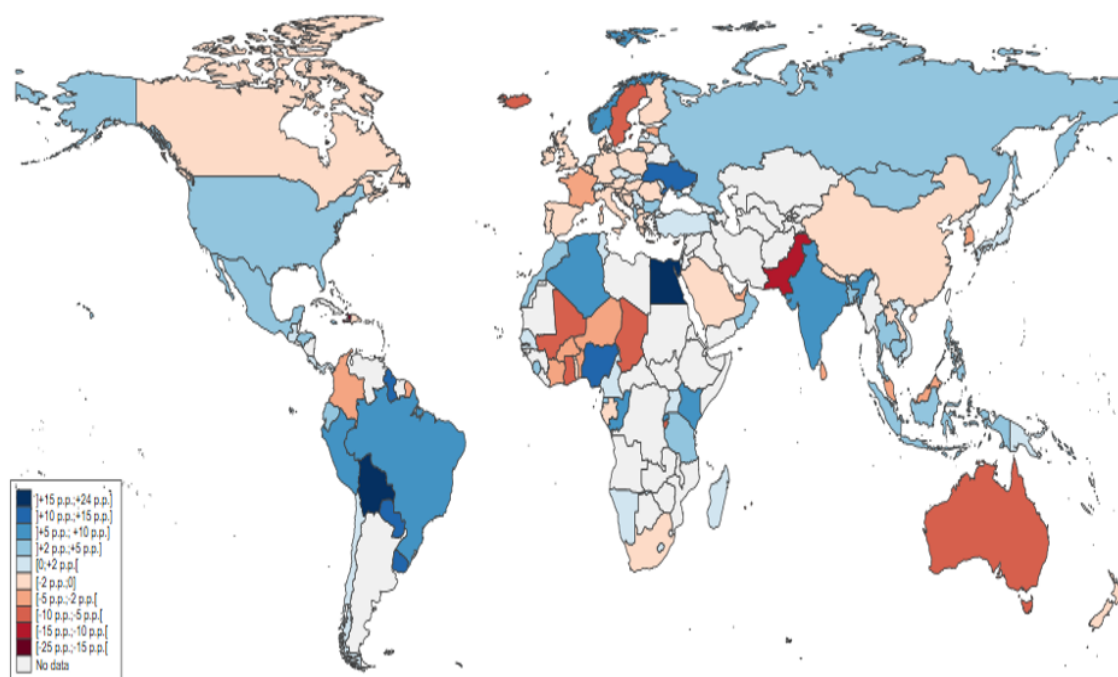 ]+15 p.p.;+24 p.p.]
]+10 p.p.;+15 p.p.]
]+5 p.p.; +10 p.p.]
]+2 p.p.;+5 p.p.]
[0;+2 p.p.[
[-2 p.p.;0]
[-5 p.p.;-2 p.p.[
[-10 p.p.;-5 p.p.[
[-15 p.p.;-10 p.p.[
[-25 p.p.;-15 p.p.[
No data